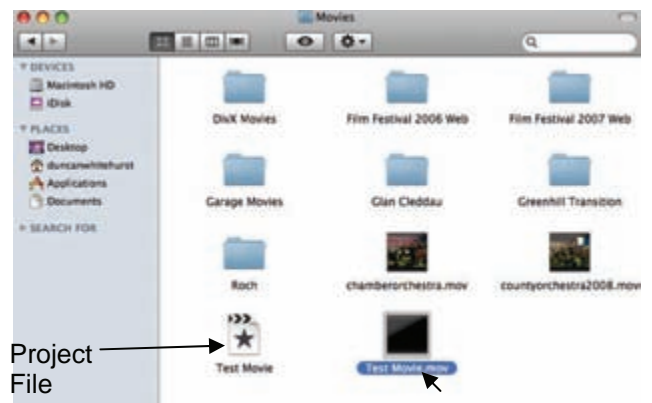 Movies
DEVICES
Macintosh HD
iDisk
PLACES
Desktop
duncanwhitehurst
Applications
Documents
SEARCH FOR
DivX Movies
Film Festival 2006 Web
Film Festival 2007 Web
Garage Movies
Glan Cleddau
Greenhill Transition
Roch
chamberorchestra.mov
countyorchestra2008.mov
Project
File
Test Movie
Test Movie.mov